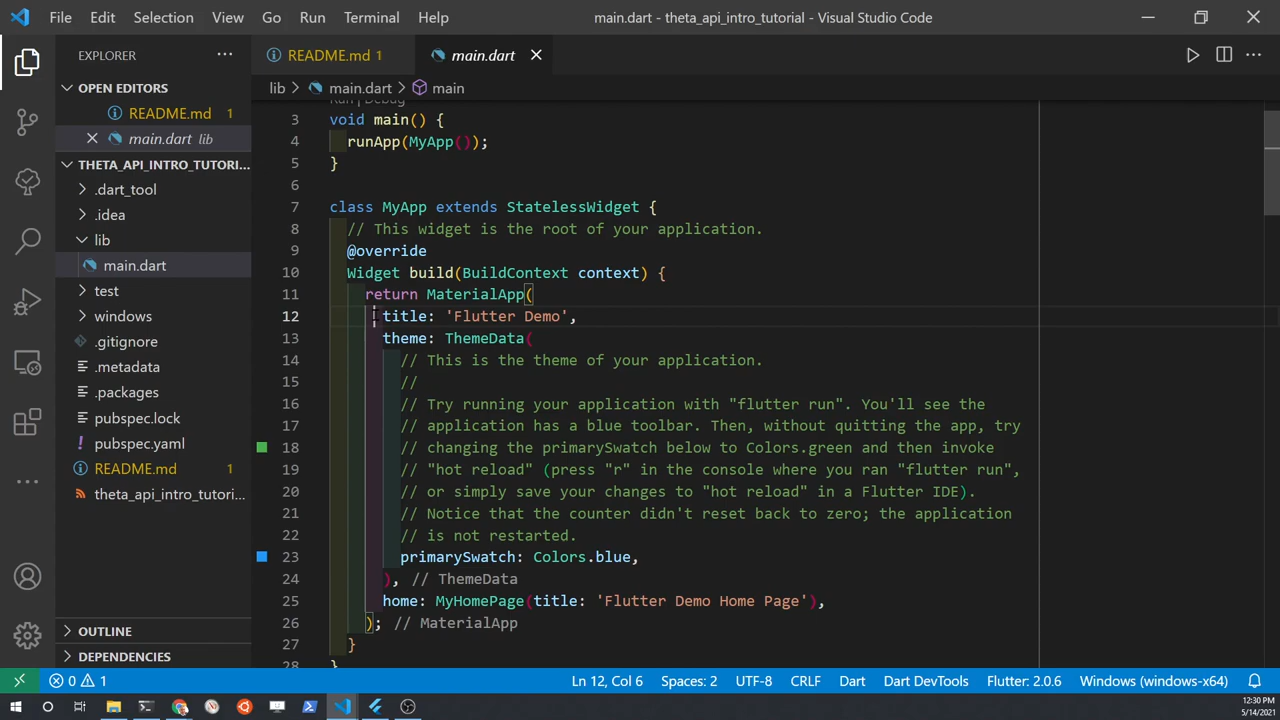 File Edit Selection View Go Run Terminal Help
main.dart - theta_api_intro_tutorial - Visual Studio Code
EXPLORER
OPEN EDITORS
README.md 1
main.dart lib
THETA_API_INTRO_TUTORI...
.dart_tool
.idea
lib
main.dart
test
windows
.gitignore
.metadata
.packages
pubspec.lock
pubspec.yaml
README.md 1
theta_api_intro_tutori...
OUTLINE
DEPENDENCIES
README.md 1
main.dart
lib > main.dart > main
Run | Debug
3 void main() {
4 runApp(MyApp());
5 }
6
7 class MyApp extends StatelessWidget {
8 // This widget is the root of your application.
9 @override
10 Widget build(BuildContext context) {
11 return MaterialApp(
12 title: 'Flutter Demo',
13 theme: ThemeData(
14 // This is the theme of your application.
15 //
16 // Try running your application with "flutter run". You'll see the
17 // application has a blue toolbar. Then, without quitting the app, try
18 // changing the primarySwatch below to Colors.green and then invoke
19 // "hot reload" (press "r" in the console where you ran "flutter run",
20 // or simply save your changes to "hot reload" in a Flutter IDE).
21 // Notice that the counter didn't reset back to zero; the application
22 // is not restarted.
23 primarySwatch: Colors.blue,
24 ), // ThemeData
25 home: MyHomePage(title: 'Flutter Demo Home Page'),
26 ); // MaterialApp
27 }
28 }
0 1 Ln 12, Col 6 Spaces: 2 UTF-8 CRLF Dart Dart DevTools Flutter: 2.0.6 Windows (windows-x64)
12:30 PM
5/14/2021